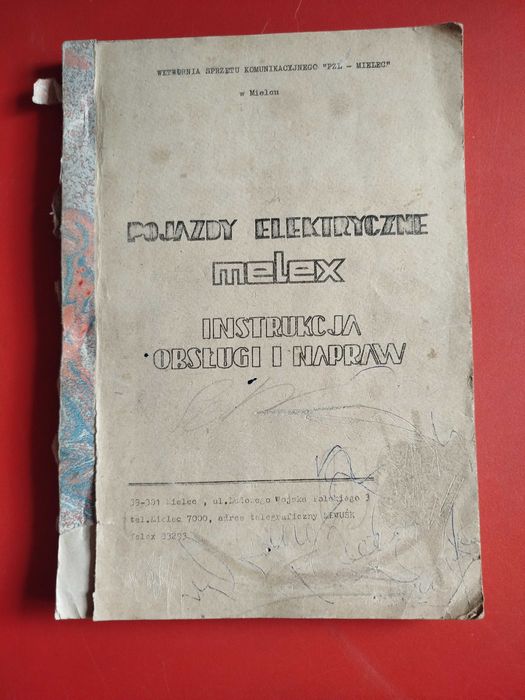 WYTWÓRNIA SPRZĘTU KOMUNIKACYJNEGO "PZL – MIELEC"
w Mielcu
POJAZDY ELEKTRYCZNE
melex
INSTRUKCJA
OBSŁUGI I NAPRAW
39-301 Mielec, ul.Ludowego Wojska Polskiego 3
tel.Mielec 7000, adres telegraficzny
telex 83293